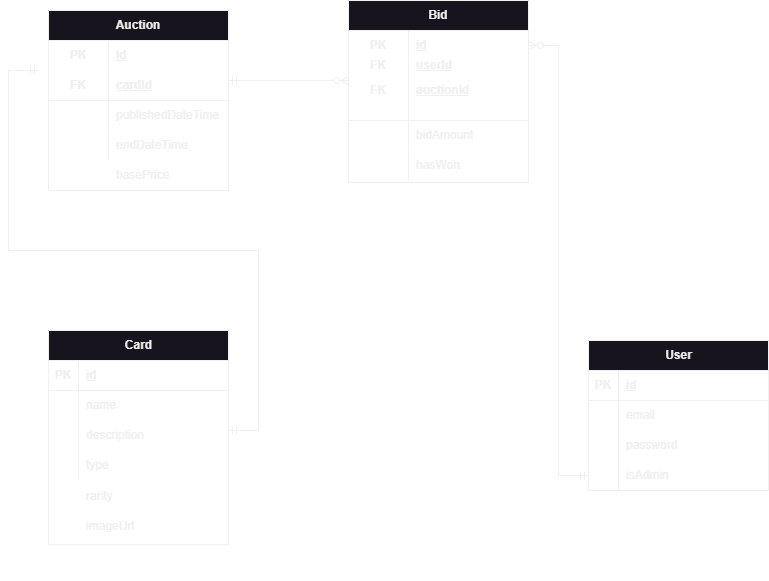 Auction
PK Id
FK cardId
publishedDateTime
endDateTime
basePrice
Bid
PK id
FK userId
FK auctionId
bidAmount
hasWon
Card
PK id
name
description
type
rarity
imageUrl
User
PK id
email
password
isAdmin